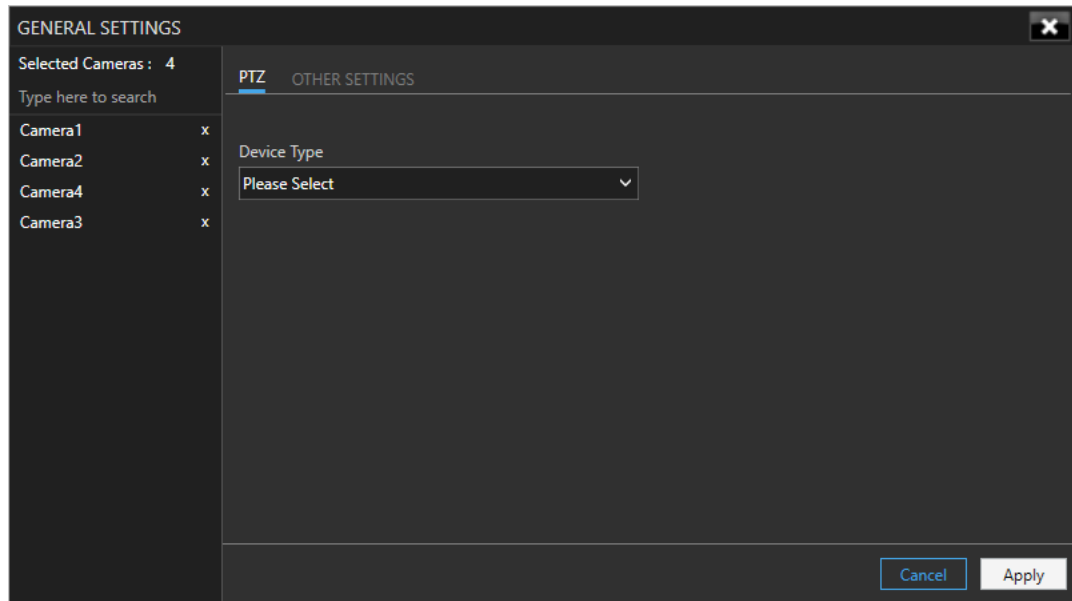 GENERAL SETTINGS
Selected Cameras : 4
Type here to search
Camera1 x
Camera2 x
Camera4 x
Camera3 x
PTZ OTHER SETTINGS
Device Type
Please Select
Cancel Apply